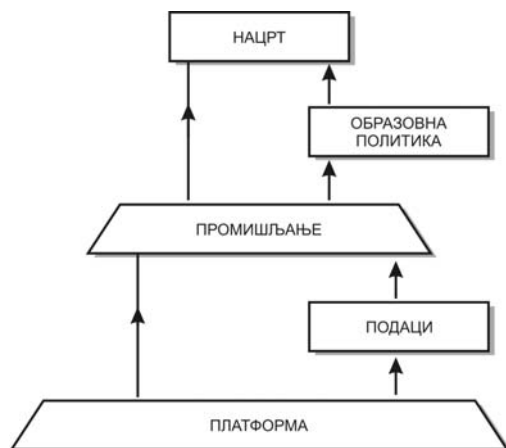 НАЦРТ
ОБРАЗОВНА
ПОЛИТИКА
ПРОМИШЉАЊЕ
ПОДАЦИ
ПЛАТФОРМА